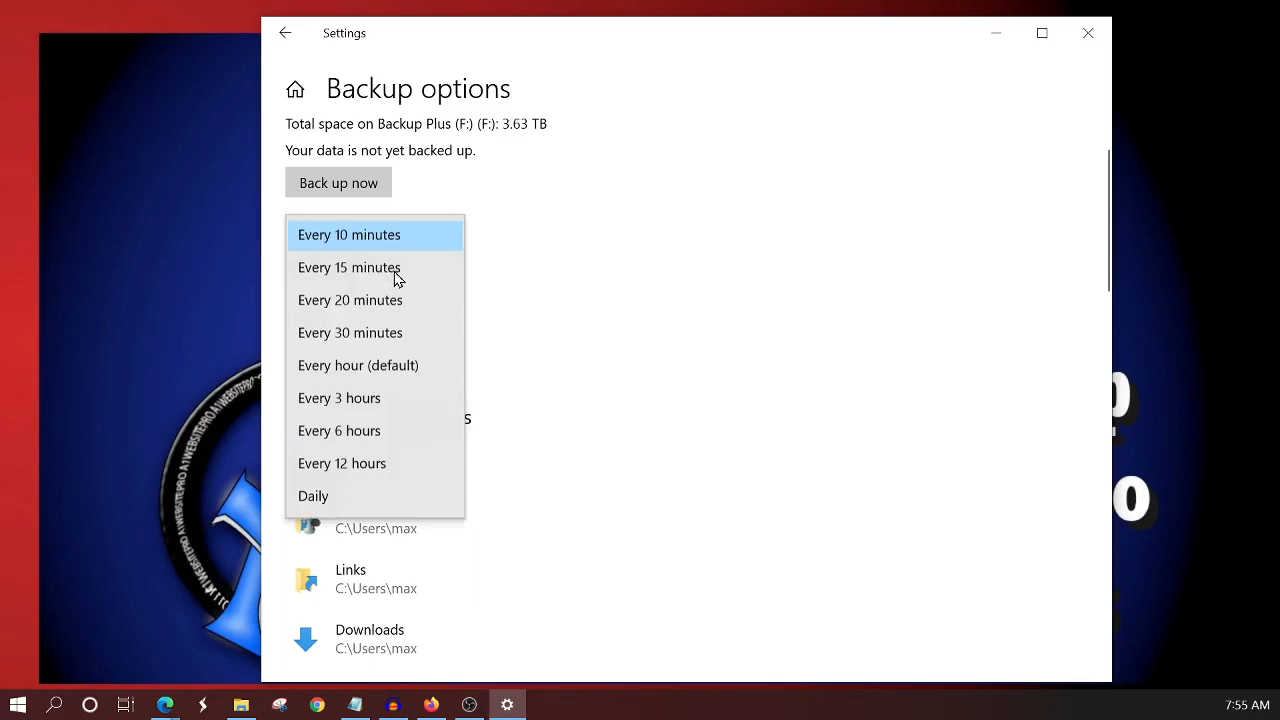 Settings
Backup options
Total space on Backup Plus (F:) (F:): 3.63 TB
Your data is not yet backed up.
Back up now
Every 10 minutes
Every 15 minutes
Every 20 minutes
Every 30 minutes
Every hour (default)
Every 3 hours
s
Every 6 hours
Every 12 hours
Daily
C:\Users\max
Links
C:\Users\max
Downloads
C:\Users\max
7:55 AM